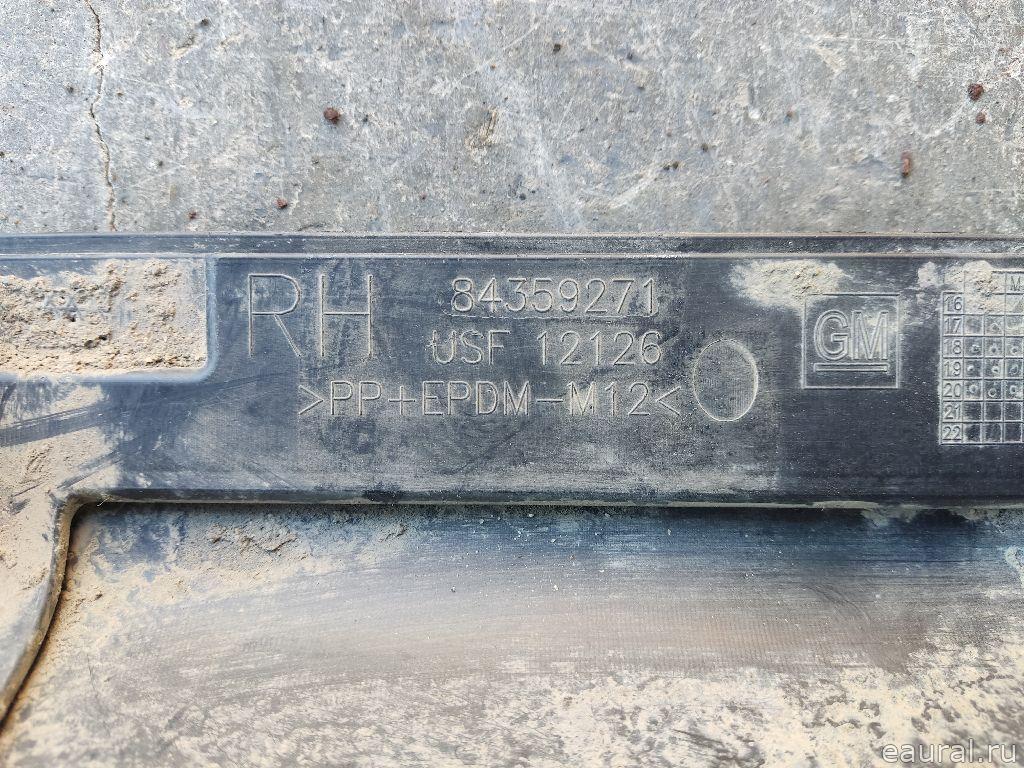 RH
84359271
USF 12126
>PP+EPDM-M12<
GM
M
16
17
18
19
20
21
22
eaural.ru